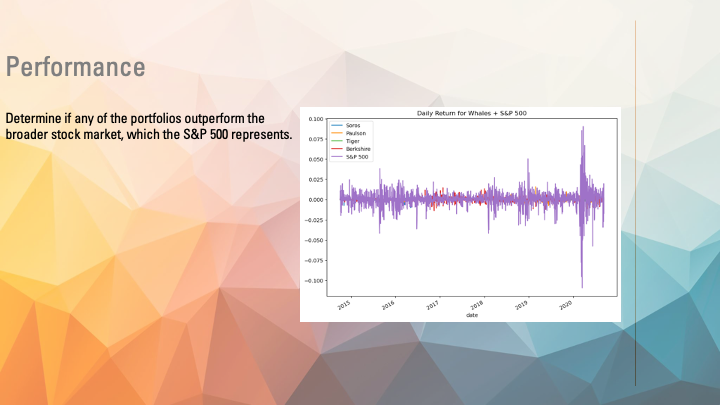 Performance
Determine if any of the portfolios outperform the
broader stock market, which the S&P 500 represents.
Daily Return for Whales + S&P 500
0.100
0.075
0.050
0.025
0.000
−0.025
−0.050
−0.075
−0.100
Soros
Paulson
Tiger
Berkshire
S&P 500
2015
2016
2017
2018
2019
2020
date